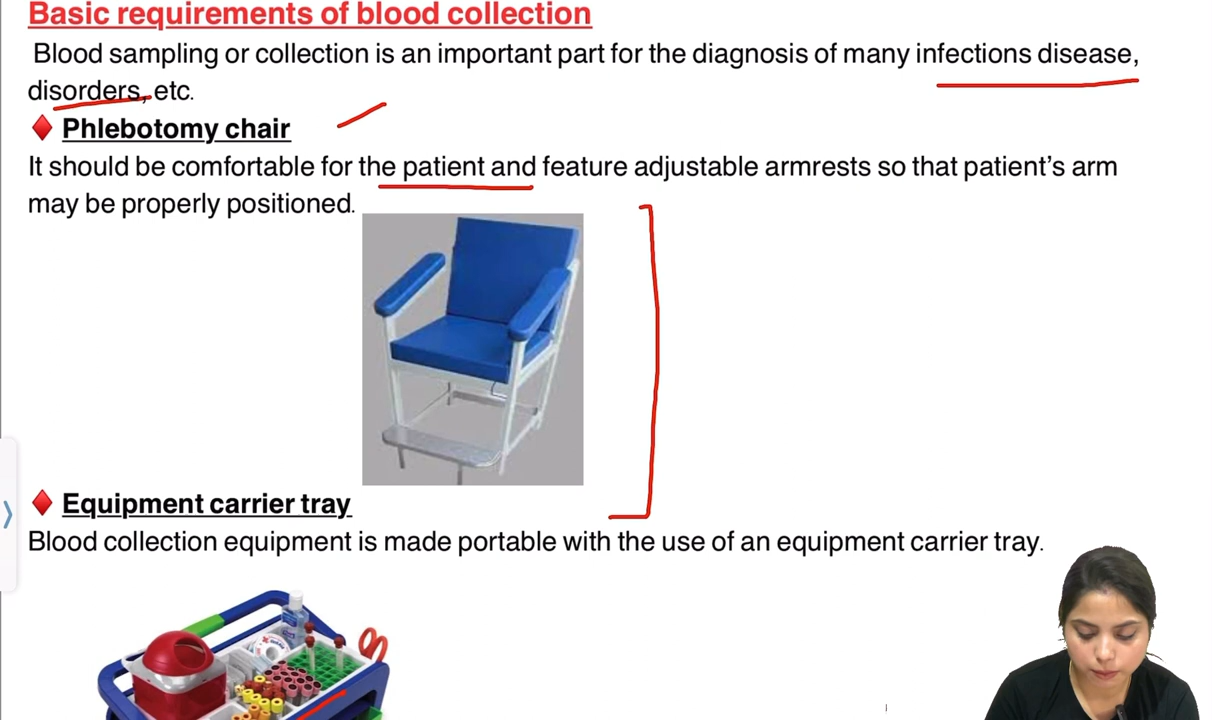 Basic requirements of blood collection
Blood sampling or collection is an important part for the diagnosis of many infections disease,
disorders, etc.
Phlebotomy chair
It should be comfortable for the patient and feature adjustable armrests so that patient's arm
may be properly positioned.
Equipment carrier tray
Blood collection equipment is made portable with the use of an equipment carrier tray.